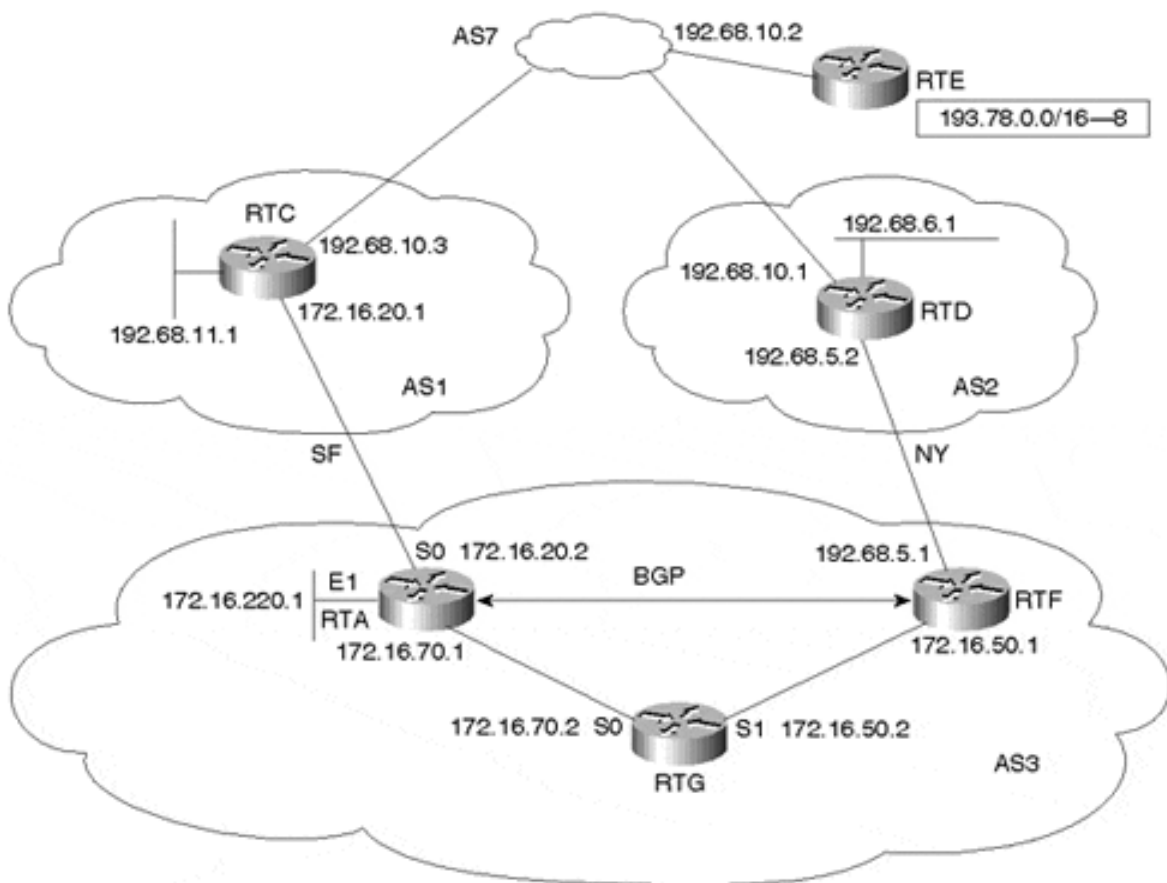 AS7
192.68.10.2
RTE
193.78.0.0/16—8
RTC
192.68.10.3
172.16.20.1
192.68.11.1
AS1
192.68.6.1
192.68.10.1
RTD
192.68.5.2
AS2
SF
NY
S0 172.16.20.2
192.68.5.1
E1
BGP
172.16.220.1
RTA
RTF
172.16.70.1
172.16.50.1
172.16.70.2 S0
S1 172.16.50.2
RTG
AS3